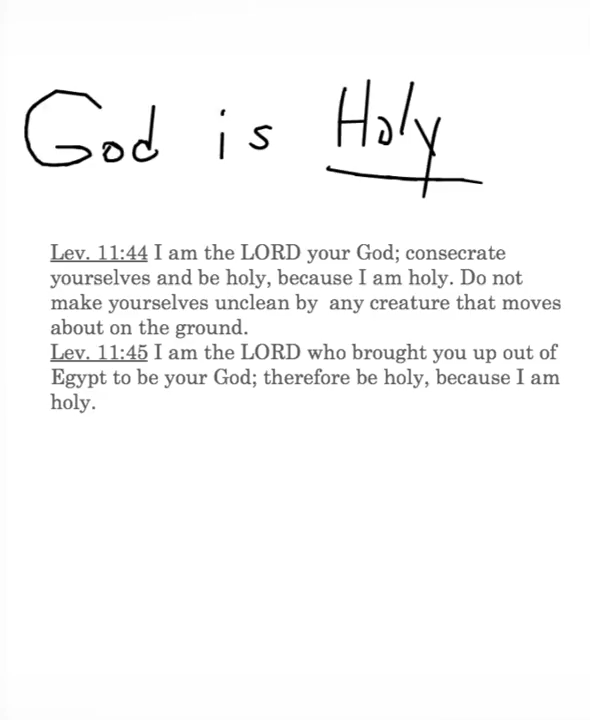 God is Holy
Lev. 11:44 I am the LORD your God; consecrate
yourselves and be holy, because I am holy. Do not
make yourselves unclean by  any creature that moves
about on the ground.
Lev. 11:45 I am the LORD who brought you up out of
Egypt to be your God; therefore be holy, because I am
holy.